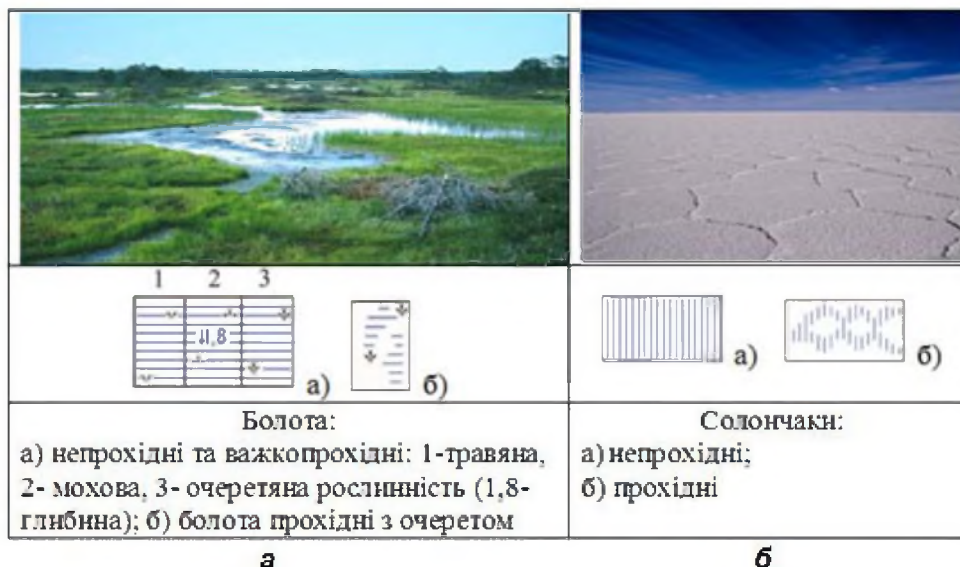 1 2 3
1,8
а) б)
а) б)
Болота:
а) непрохідні та важкопрохідні: 1-травяна,
2- мохова, 3- очеретяна рослинність (1,8-
глибина); б) болота прохідні з очеретом
Солончаки:
а) непрохідні;
б) прохідні
а б